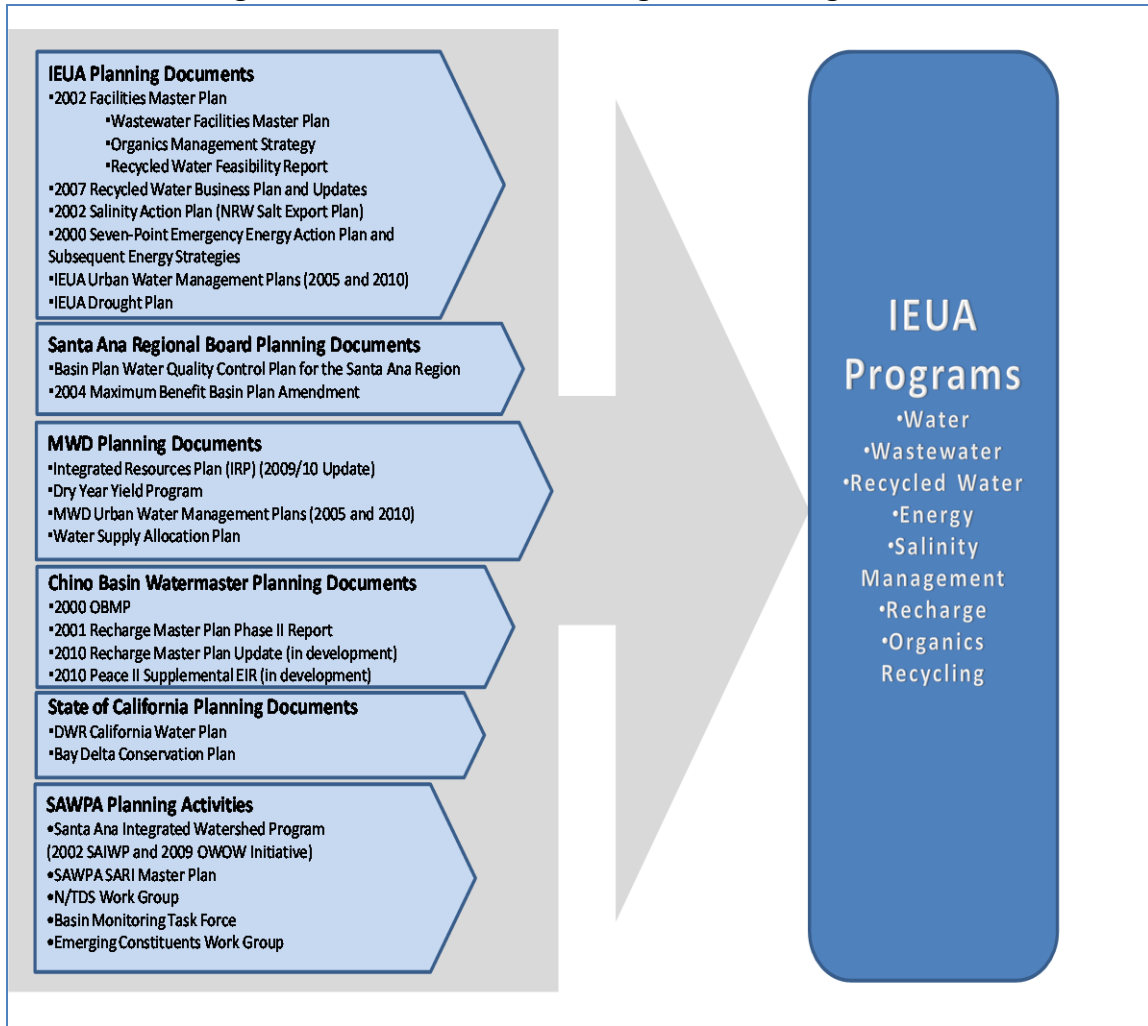 IEUA Planning Documents
▪2002 Facilities Master Plan
▪Wastewater Facilities Master Plan
▪Organics Management Strategy
▪Recycled Water Feasibility Report
▪2007 Recycled Water Business Plan and Updates
▪2002 Salinity Action Plan (NRW Salt Export Plan)
▪2000 Seven-Point Emergency Energy Action Plan and
Subsequent Energy Strategies
▪IEUA Urban Water Management Plans (2005 and 2010)
▪IEUA Drought Plan
Santa Ana Regional Board Planning Documents
▪Basin Plan Water Quality Control Plan for the Santa Ana Region
▪2004 Maximum Benefit Basin Plan Amendment
MWD Planning Documents
▪Integrated Resources Plan (IRP) (2009/10 Update)
▪Dry Year Yield Program
▪MWD Urban Water Management Plans (2005 and 2010)
▪Water Supply Allocation Plan
Chino Basin Watermaster Planning Documents
▪2000 OBMP
▪2001 Recharge Master Plan Phase II Report
▪2010 Recharge Master Plan Update (in development)
▪2010 Peace II Supplemental EIR (in development)
State of California Planning Documents
▪DWR California Water Plan
▪Bay Delta Conservation Plan
SAWPA Planning Activities
•Santa Ana Integrated Watershed Program
(2002 SAIWP and 2009 OWOW Initiative)
•SAWPA SARI Master Plan
•N/TDS Work Group
•Basin Monitoring Task Force
•Emerging Constituents Work Group
IEUA
Programs
•Water
•Wastewater
•Recycled Water
•Energy
•Salinity
Management
•Recharge
•Organics
Recycling